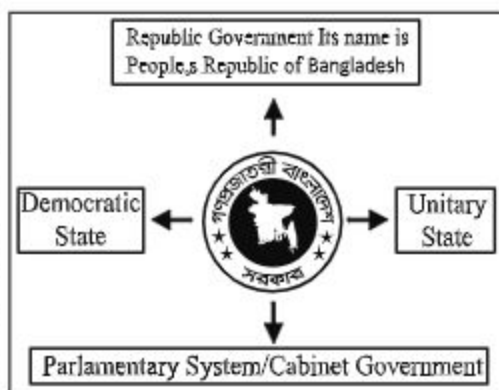 Republic Government Its name is
People,s Republic of Bangladesh
গণপ্রজাতন্ত্রী বাংলাদেশ
Democratic
State
Unitary
State
সরকার
Parlamentary System/Cabinet Government